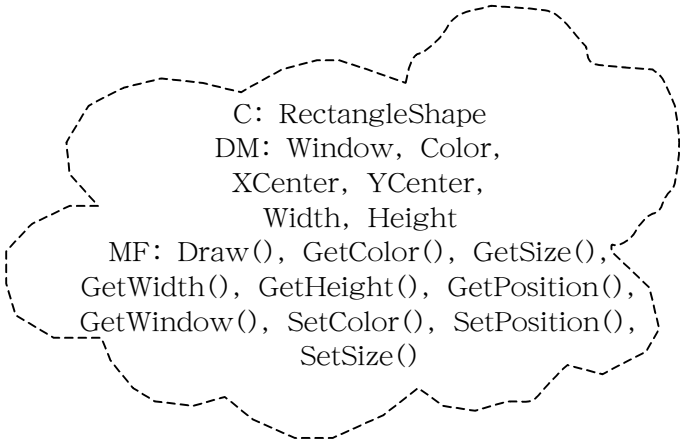 C: RectangleShape
DM: Window, Color,
XCenter, YCenter,
Width, Height
MF: Draw(), GetColor(), GetSize(),
GetWidth(), GetHeight(), GetPosition(),
GetWindow(), SetColor(), SetPosition(),
SetSize()